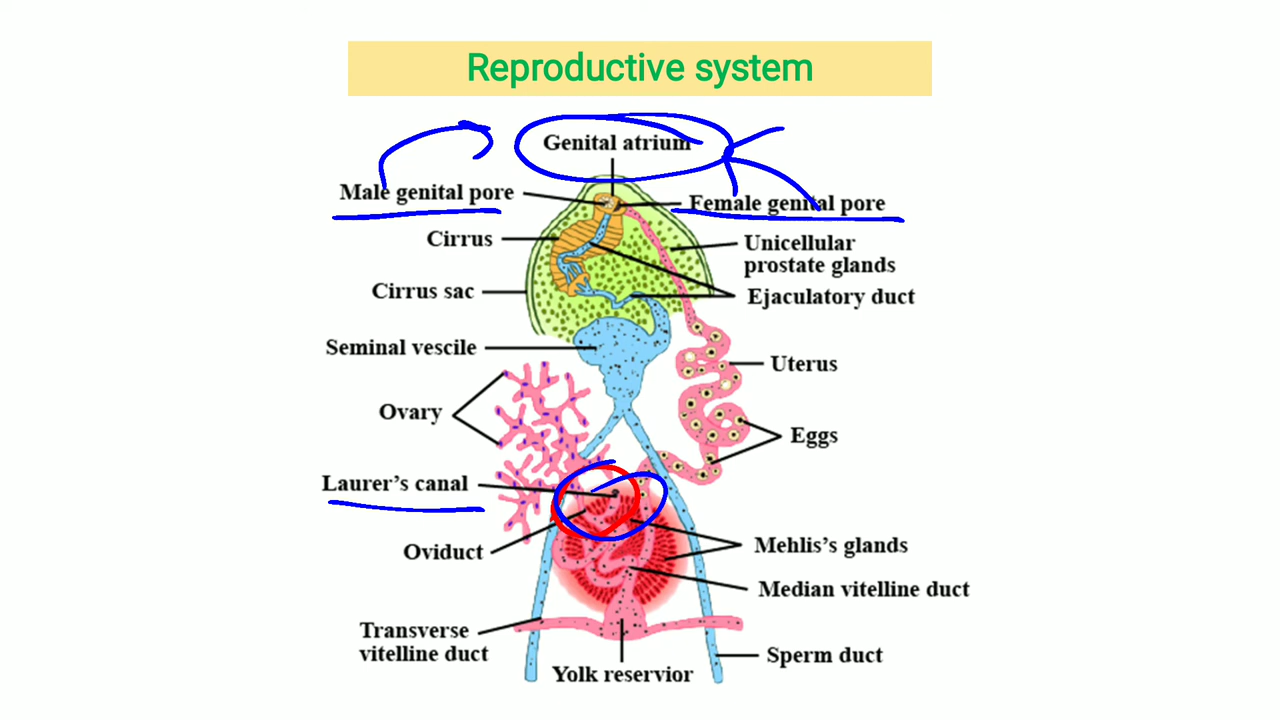 Reproductive system
Genital atrium
Male genital pore
Female genital pore
Cirrus
Unicellular
prostate glands
Cirrus sac
Ejaculatory duct
Seminal vescile
Uterus
Ovary
Eggs
Laurer's canal
Oviduct
Mehlis's glands
Median vitelline duct
Transverse
vitelline duct
Sperm duct
Yolk reservior